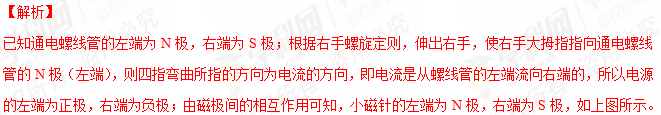 【解析】
已知通电螺线管的左端为 N 极，右端为 S 极；根据右手螺旋定则，伸出右手，使右手大拇指指向通电螺线
管的 N 极（左端），则四指弯曲所指的方向为电流的方向，即电流是从螺线管的左端流向右端的，所以电源
的左端为正极，右端为负极；由磁极间的相互作用可知，小磁针的左端为 N 极，右端为 S 极，如上图所示。